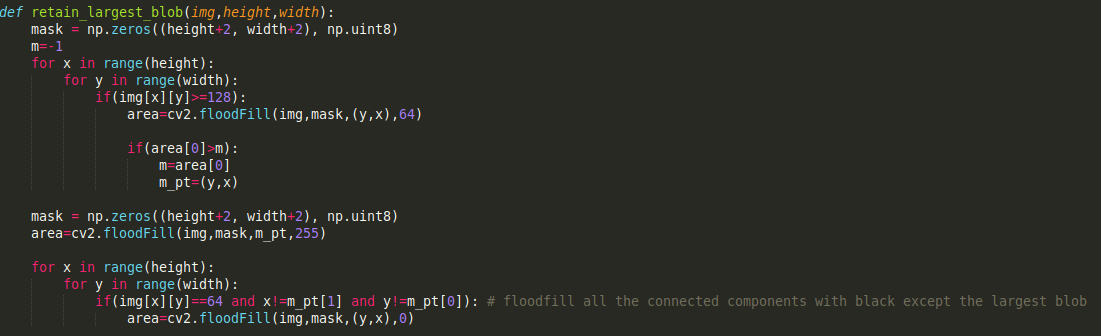 def retain_largest_blob(img,height,width):
    mask = np.zeros((height+2, width+2), np.uint8)
    m=-1
    for x in range(height):
        for y in range(width):
            if(img[x][y]>=128):
                area=cv2.floodFill(img,mask,(y,x),64)

                if(area[0]>m):
                    m=area[0]
                    m_pt=(y,x)

    mask = np.zeros((height+2, width+2), np.uint8)
    area=cv2.floodFill(img,mask,m_pt,255)

    for x in range(height):
        for y in range(width):
            if(img[x][y]==64 and x!=m_pt[1] and y!=m_pt[0]): # floodfill all the connected components with black except the largest blob
                area=cv2.floodFill(img,mask,(y,x),0)